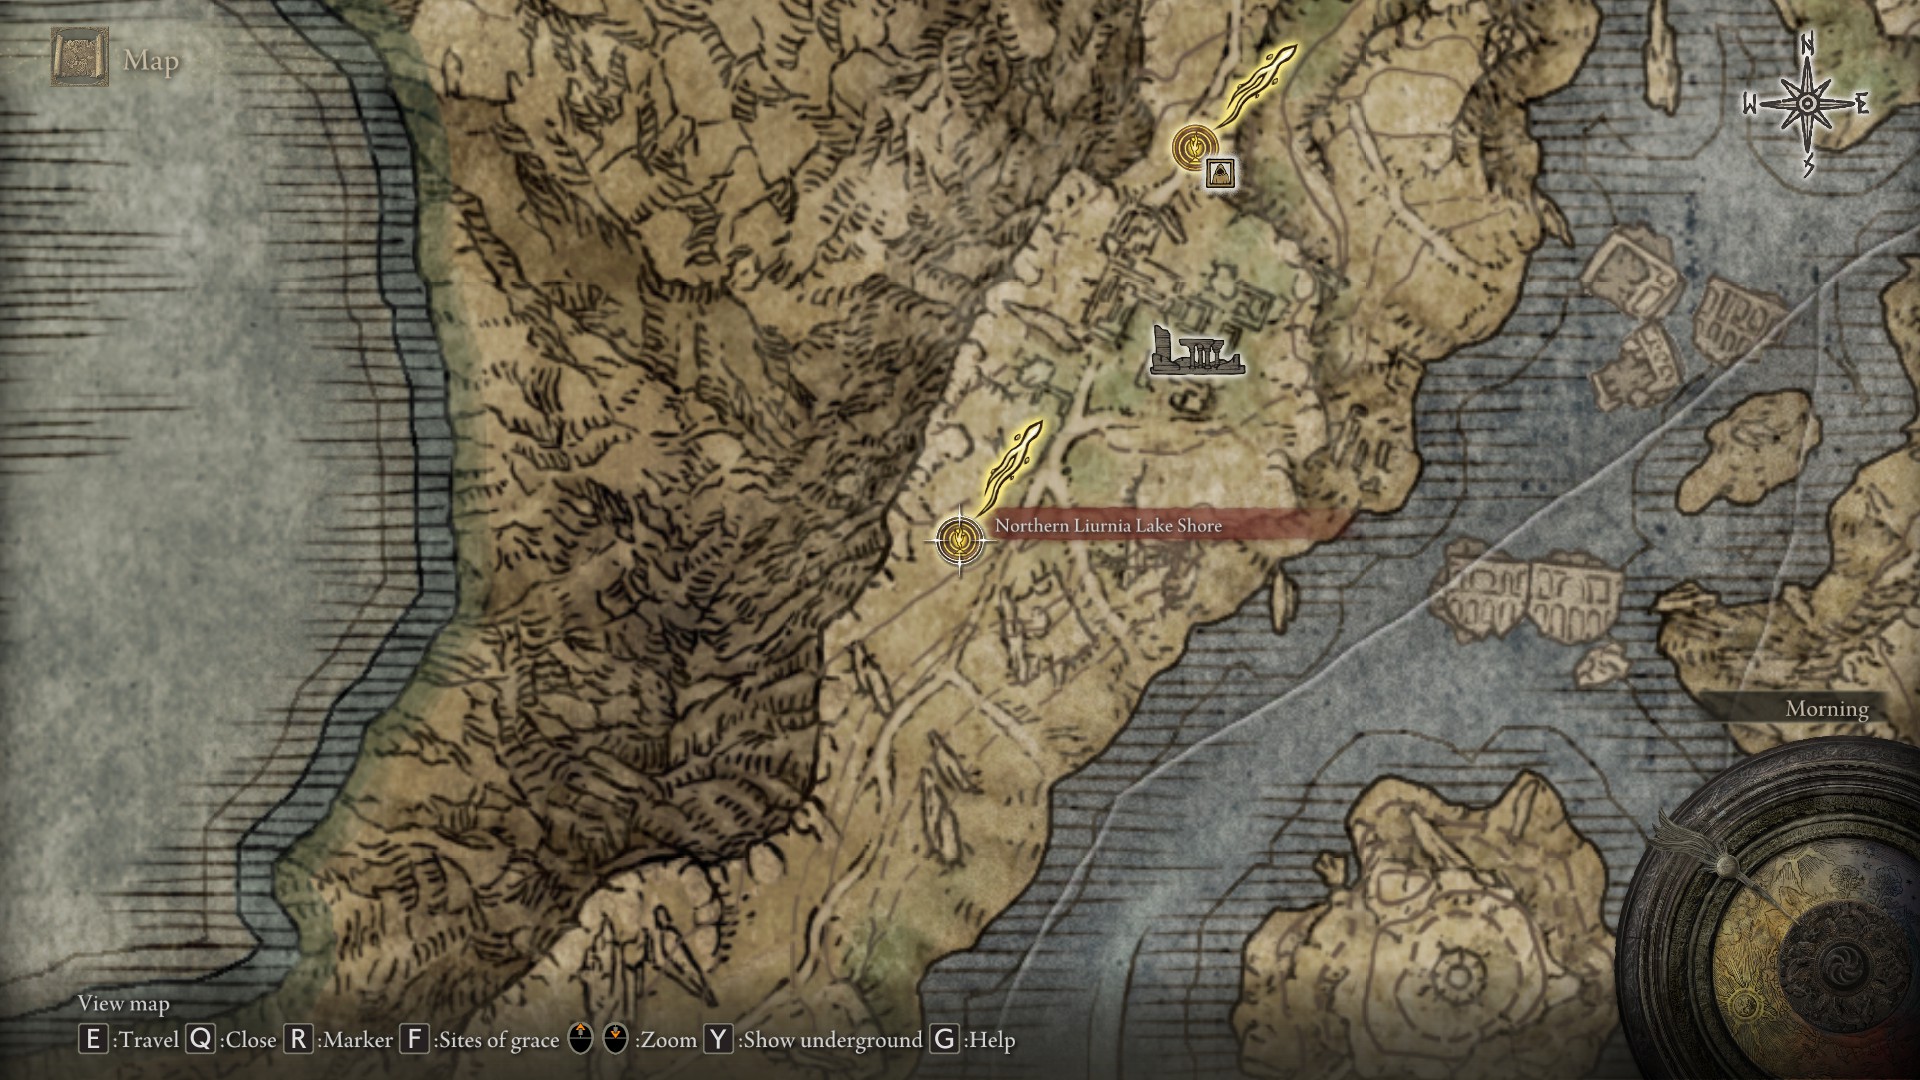 Map
N
W E
S
Northern Liurnia Lake Shore
Morning
View map
E :Travel Q :Close R :Marker F :Sites of grace :Zoom Y :Show underground G :Help